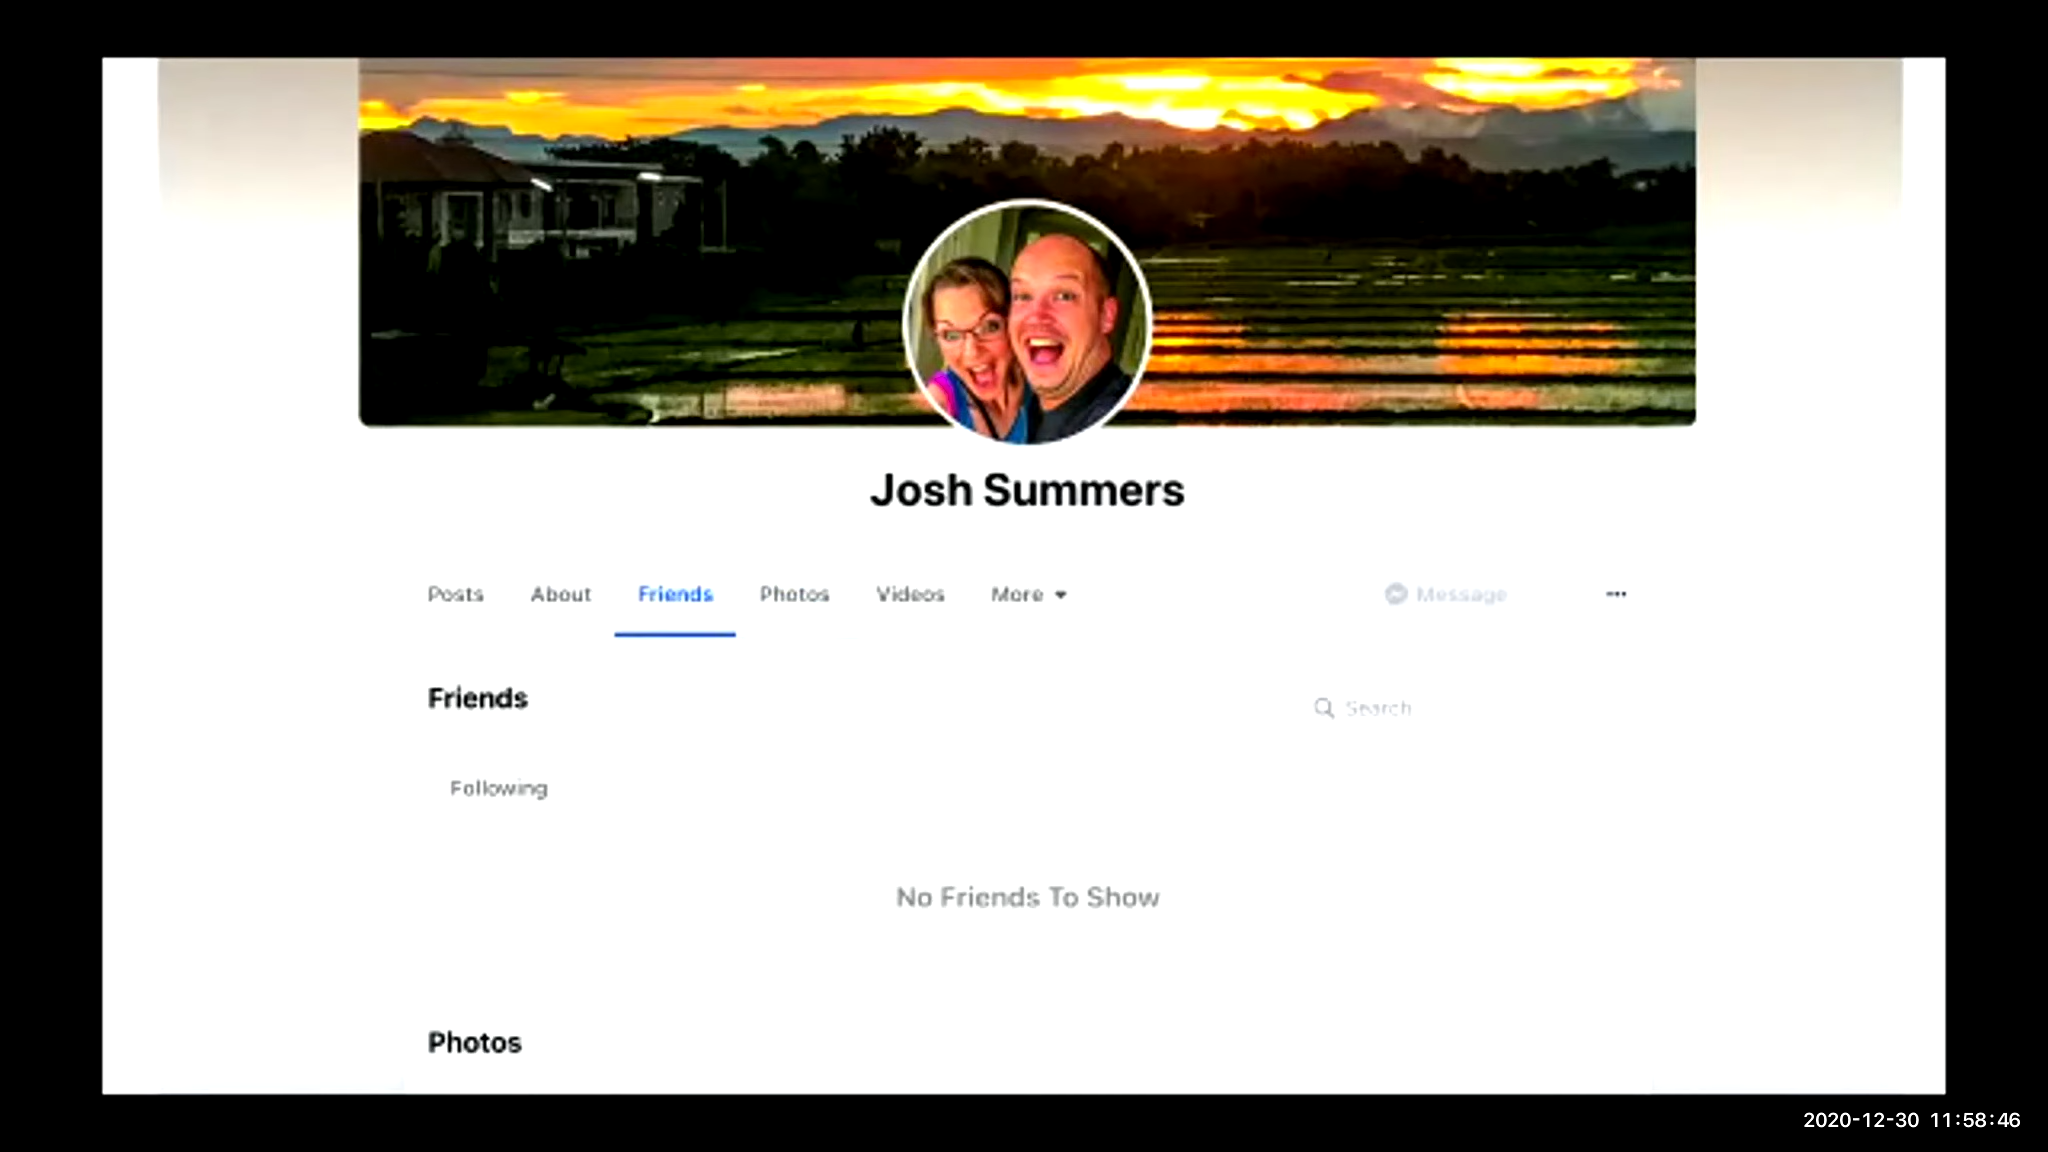 Josh Summers
Posts About Friends Photos Videos More Message ...
Friends
Search
Following
No Friends To Show
Photos
2020-12-30 11:58:46